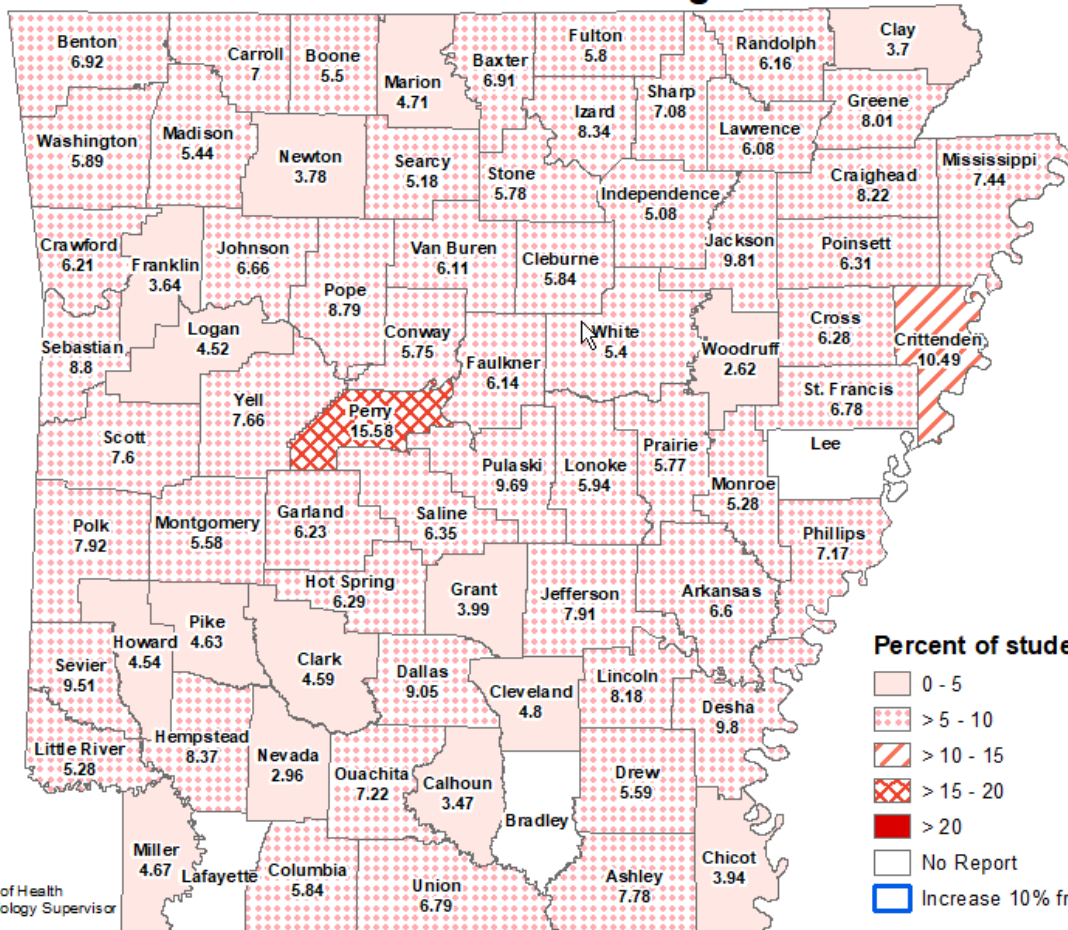 Benton
6.92
Carroll
7
Boone
5.5
Marion
4.71
Baxter
6.91
Fulton
5.8
Randolph
6.16
Clay
3.7
Izard
8.34
Sharp
7.08
Lawrence
6.08
Greene
8.01
Washington
5.89
Madison
5.44
Newton
3.78
Searcy
5.18
Stone
5.78
Independence
5.08
Craighead
8.22
Mississippi
7.44
Crawford
6.21
Franklin
3.64
Johnson
6.66
Pope
8.79
Van Buren
6.11
Cleburne
5.84
Jackson
9.81
Poinsett
6.31
Sebastian
8.8
Logan
4.52
Conway
5.75
Faulkner
6.14
White
5.4
Woodruff
2.62
Cross
6.28
Crittenden
10.49
St. Francis
6.78
Yell
7.66
Perry
15.58
Scott
7.6
Pulaski
9.69
Lonoke
5.94
Prairie
5.77
Monroe
5.28
Lee
Polk
7.92
Montgomery
5.58
Garland
6.23
Saline
6.35
Phillips
7.17
Hot Spring
6.29
Grant
3.99
Jefferson
7.91
Arkansas
6.6
Sevier
9.51
Howard
4.54
Pike
4.63
Clark
4.59
Dallas
9.05
Cleveland
4.8
Lincoln
8.18
Desha
9.8
Little River
5.28
Hempstead
8.37
Nevada
2.96
Ouachita
7.22
Calhoun
3.47
Bradley
Drew
5.59
Miller
4.67
Lafayette
Columbia
5.84
Union
6.79
Ashley
7.78
Chicot
3.94
Percent of stude
0 - 5
> 5 - 10
> 10 - 15
> 15 - 20
> 20
No Report
Increase 10% fr
of Health
ology Supervisor